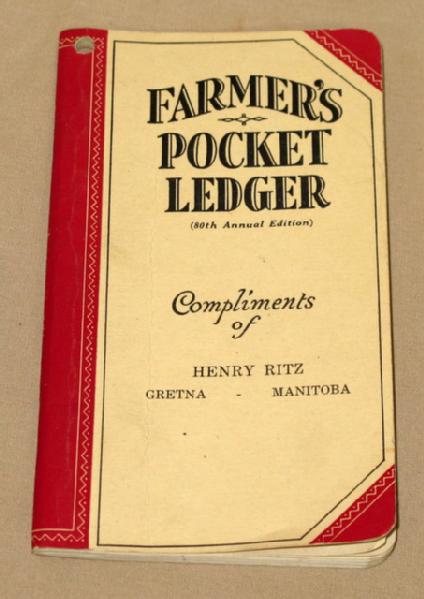 FARMER'S
POCKET
LEDGER
(80th Annual Edition)
Compliments
of
HENRY RITZ
GRETNA - MANITOBA